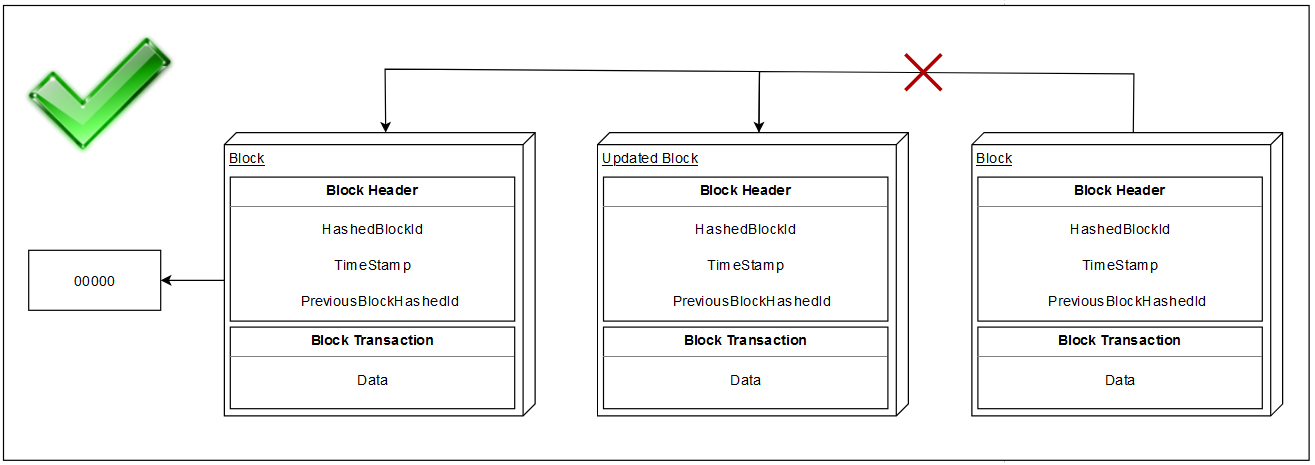 Block
Block Header
HashedBlockId
TimeStamp
PreviousBlockHashedId
Block Transaction
Data
00000
Updated Block
Block Header
HashedBlockId
TimeStamp
PreviousBlockHashedId
Block Transaction
Data
Block
Block Header
HashedBlockId
TimeStamp
PreviousBlockHashedId
Block Transaction
Data